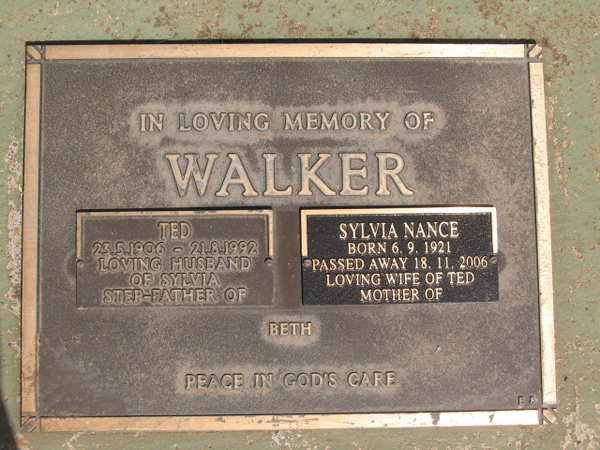 IN LOVING MEMORY OF
WALKER
TED
23.5.1906 - 21.8.1992
LOVING HUSBAND
OF SYLVIA
STEP-FATHER OF
SYLVIA NANCE
BORN 6. 9. 1921
PASSED AWAY 18. 11. 2006
LOVING WIFE OF TED
MOTHER OF
BETH
PEACE IN GOD'S CARE